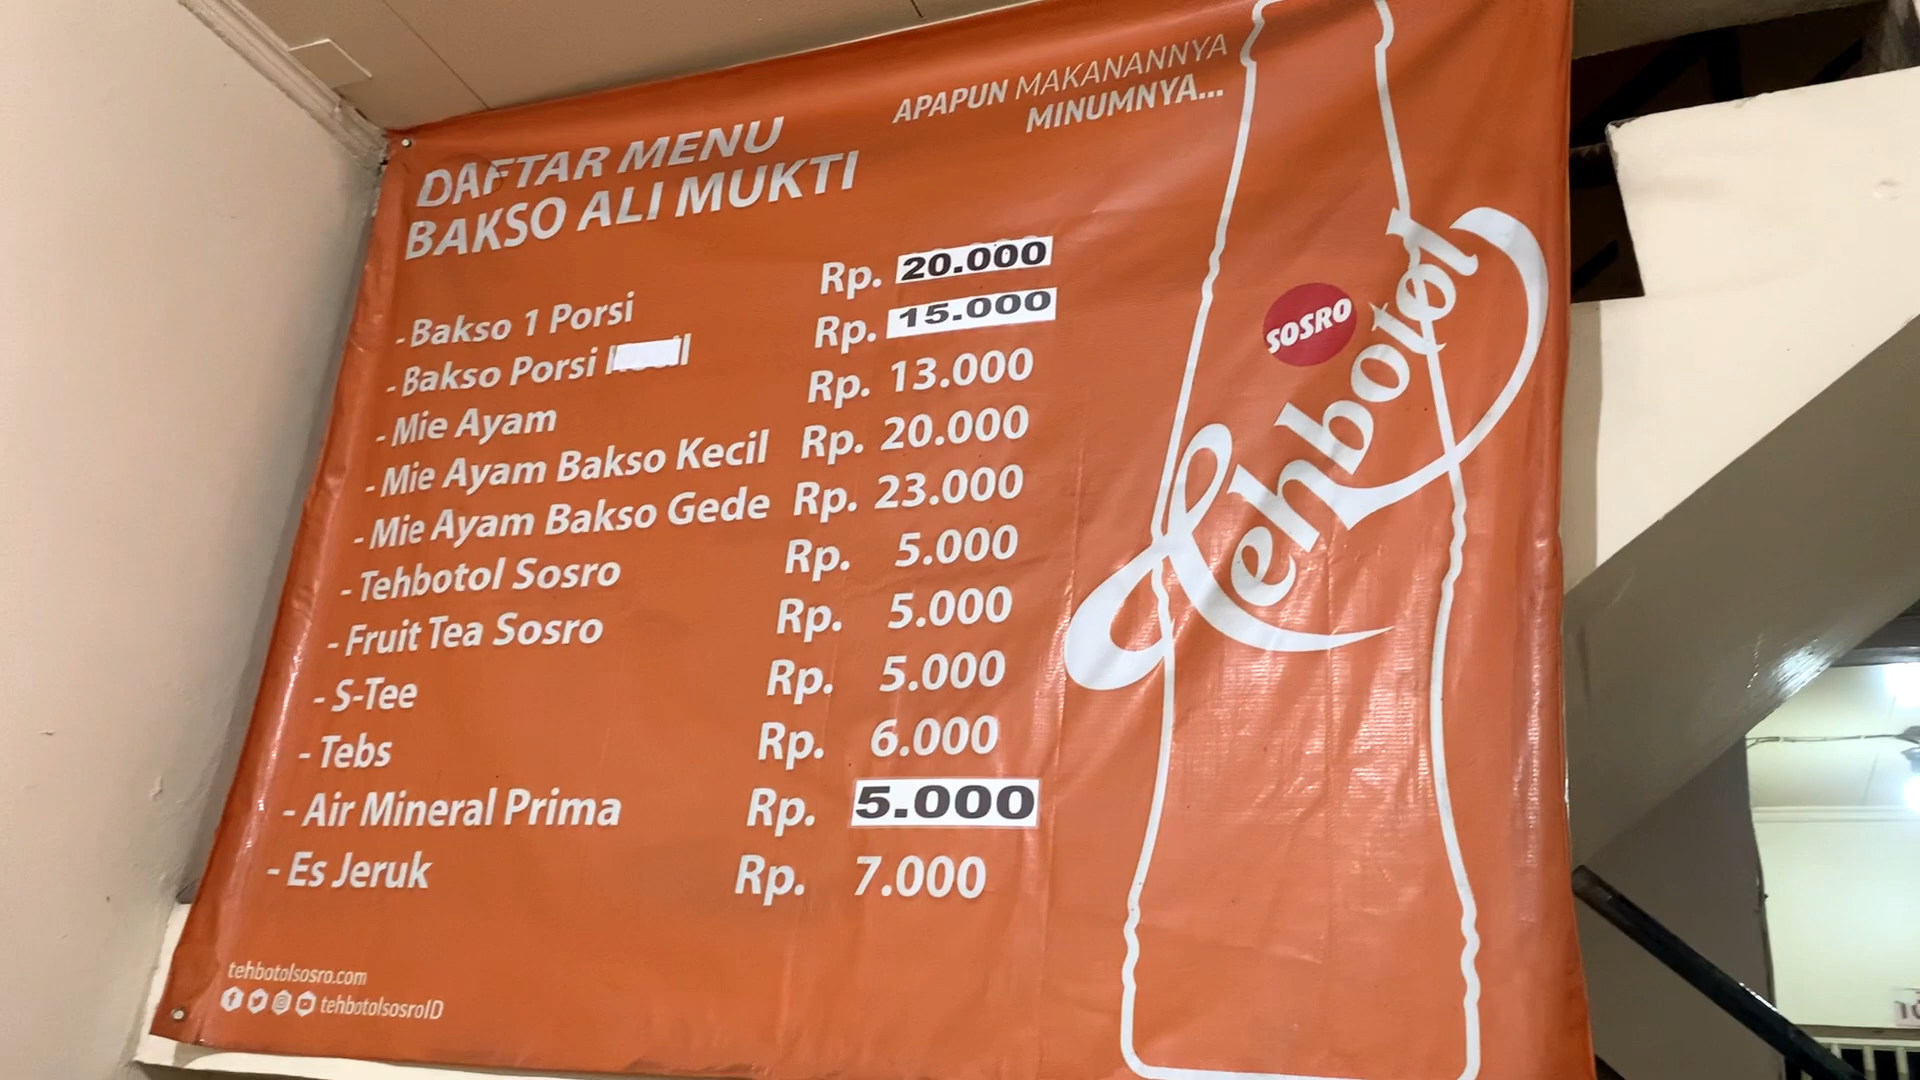 APAPUN MAKANANNYA
MINUMNYA...
DAFTAR MENU
BAKSO ALI MUKTI
- Bakso 1 Porsi Rp. 20.000
- Bakso Porsi Rp. 15.000
- Mie Ayam Rp. 13.000
- Mie Ayam Bakso Kecil Rp. 20.000
- Mie Ayam Bakso Gede Rp. 23.000
- Tehbotol Sosro Rp. 5.000
- Fruit Tea Sosro Rp. 5.000
- S-Tee Rp. 5.000
- Tebs Rp. 6.000
- Air Mineral Prima Rp. 5.000
- Es Jeruk Rp. 7.000
SOSRO
Tehbotol
tehbotolsosro.com
tehbotolsosroID